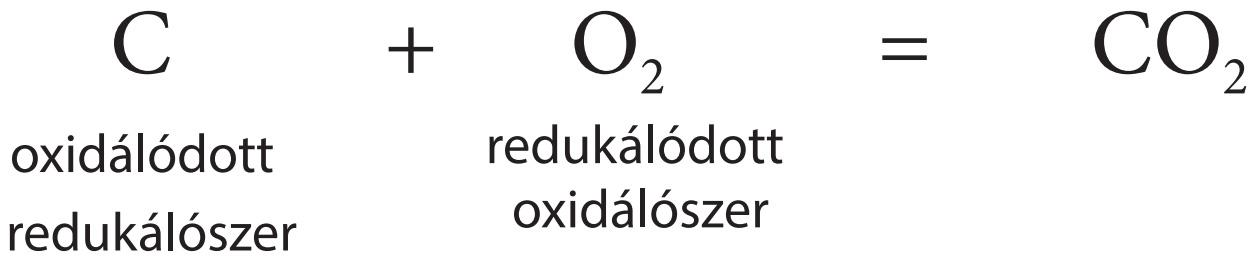 C + O₂ = CO₂
oxidálódott redukálódott
redukálószer oxidálószer